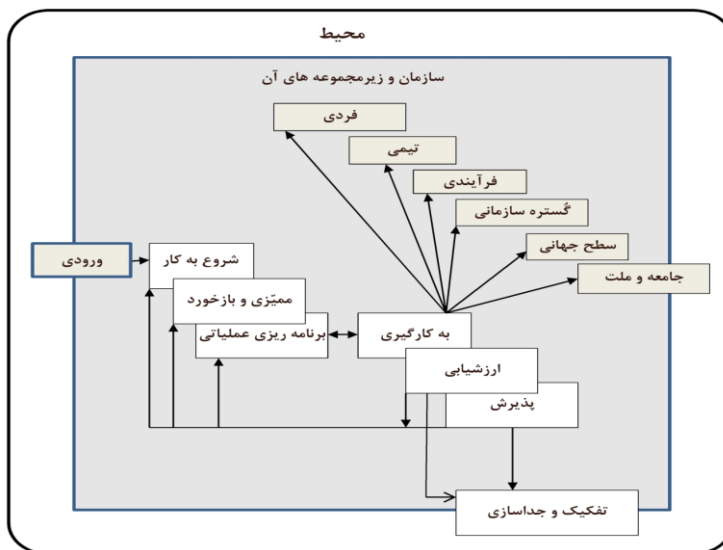 محیط
سازمان و زیرمجموعه های آن
فردی
تیمی
فرآیندی
گستره سازمانی
سطح جهانی
جامعه و ملت
ورودی
شروع به کار
ممیّزی و بازخورد
برنامه ریزی عملیاتی
به کارگیری
ارزشیابی
پذیرش
تفکیک و جداسازی